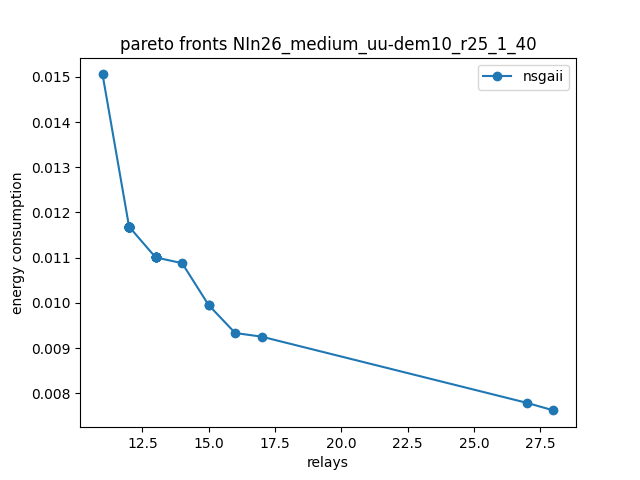 pareto fronts NIn26_medium_uu-dem10_r25_1_40
nsgaii
0.015
0.014
0.013
0.012
0.011
0.010
0.009
0.008
energy consumption
12.5 15.0 17.5 20.0 22.5 25.0 27.5
relays